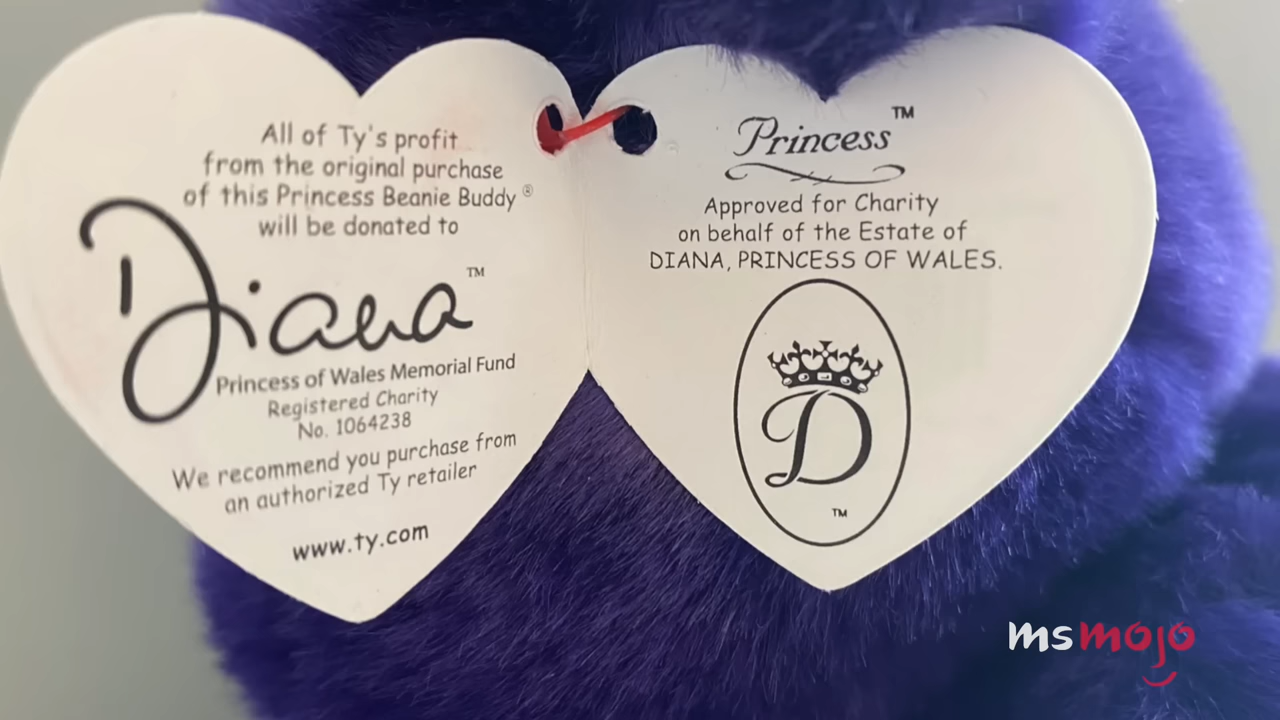 All of Ty's profit
from the original purchase
of this Princess Beanie Buddy®
will be donated to
Diana™
Princess of Wales Memorial Fund
Registered Charity
No. 1064238
We recommend you purchase from
an authorized Ty retailer
www.ty.com
Princess™
Approved for Charity
on behalf of the Estate of
DIANA, PRINCESS OF WALES.
D
™
msmojo